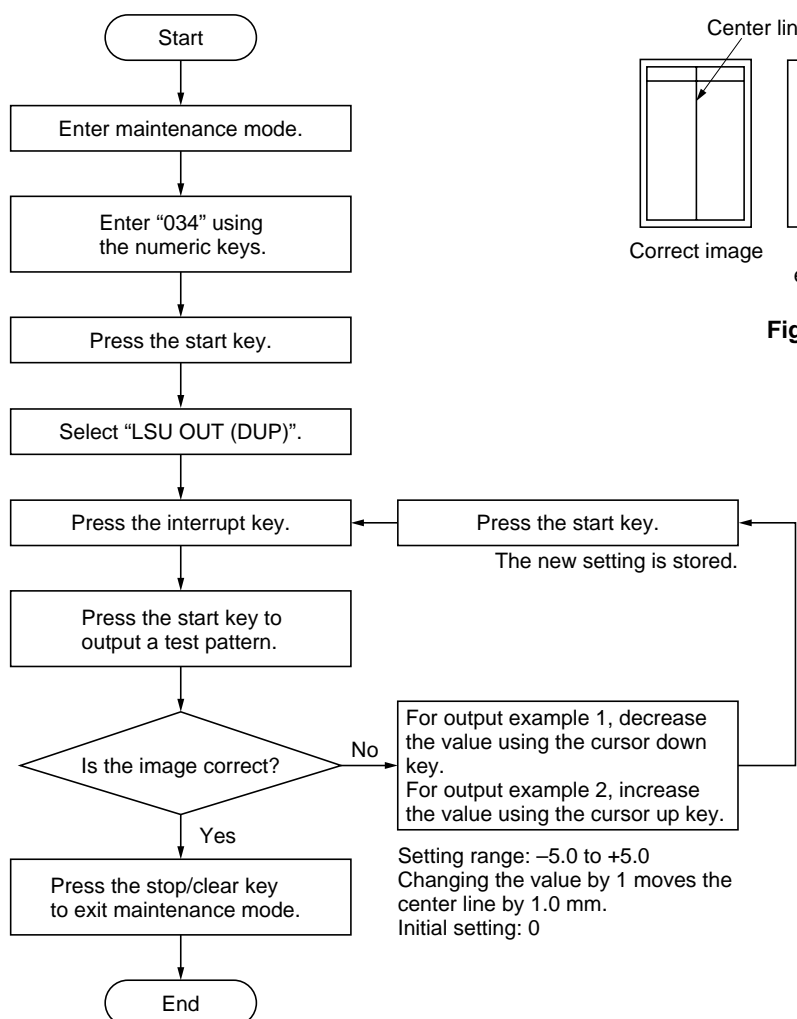 Start
Enter maintenance mode.
Enter “034” using
the numeric keys.
Press the start key.
Select “LSU OUT (DUP)”.
Press the interrupt key.
Press the start key.
The new setting is stored.
Press the start key to
output a test pattern.
Is the image correct?
No
Yes
For output example 1, decrease
the value using the cursor down
key.
For output example 2, increase
the value using the cursor up key.
Setting range: –5.0 to +5.0
Changing the value by 1 moves the
center line by 1.0 mm.
Initial setting: 0
Press the stop/clear key
to exit maintenance mode.
End
Center lin
Correct image
Fig